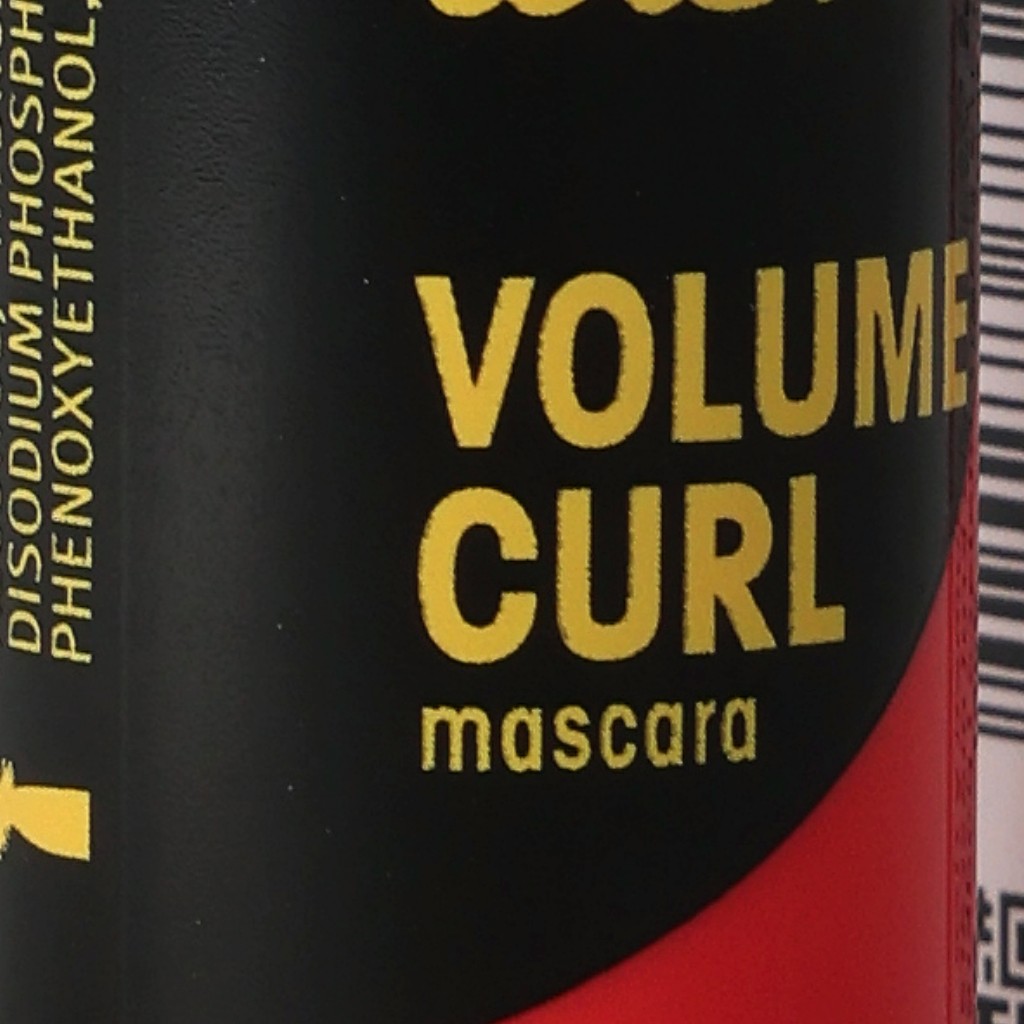 DISODIUM PHOSPH
PHENOXYETHANOL,
VOLUME
CURL
mascara